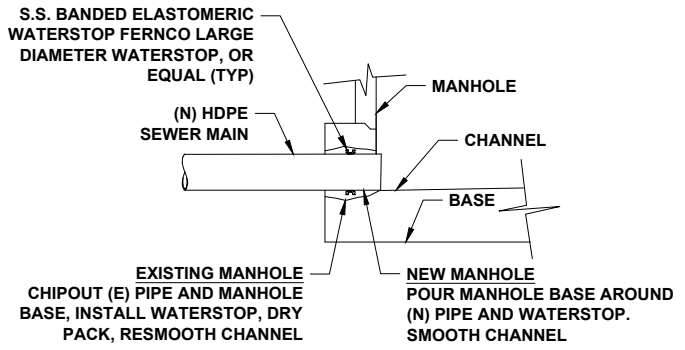 S.S. BANDED ELASTOMERIC
WATERSTOP FERNCO LARGE
DIAMETER WATERSTOP, OR
EQUAL (TYP)
MANHOLE
(N) HDPE
SEWER MAIN
CHANNEL
BASE
EXISTING MANHOLE
CHIPOUT (E) PIPE AND MANHOLE
BASE, INSTALL WATERSTOP, DRY
PACK, RESMOOTH CHANNEL
NEW MANHOLE
POUR MANHOLE BASE AROUND
(N) PIPE AND WATERSTOP.
SMOOTH CHANNEL